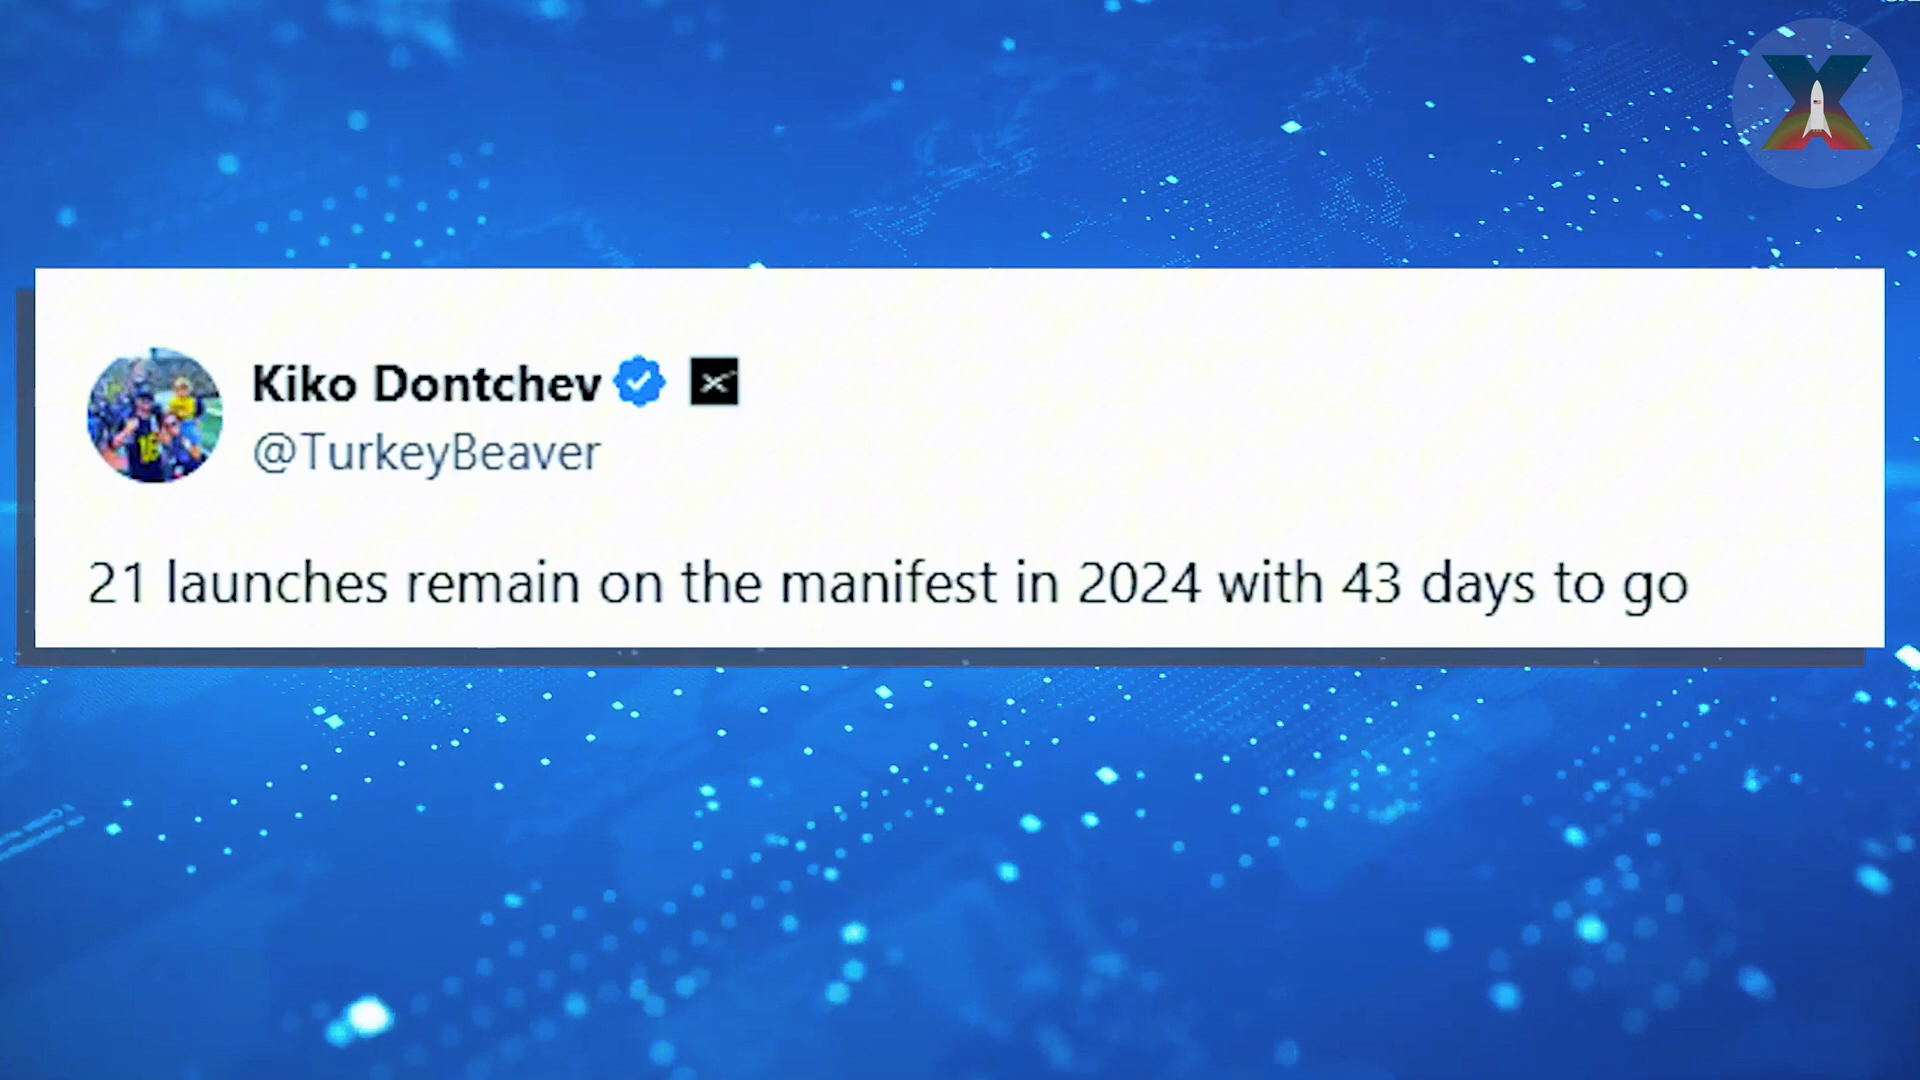 Kiko Dontchev
@TurkeyBeaver
21 launches remain on the manifest in 2024 with 43 days to go